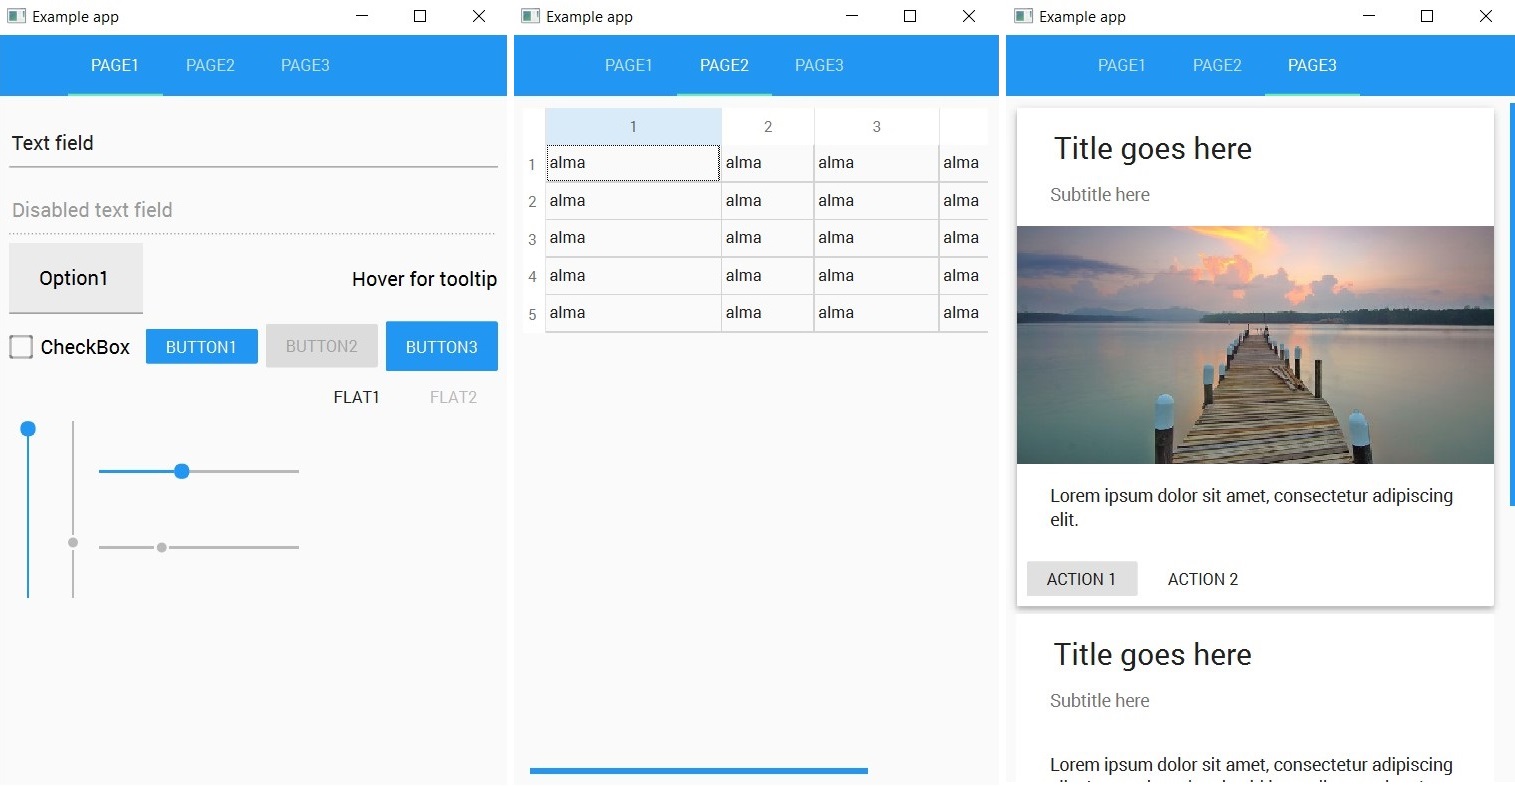 Example app
PAGE1 PAGE2 PAGE3
Text field
Disabled text field
Option1 Hover for tooltip
CheckBox BUTTON1 BUTTON2 BUTTON3
FLAT1 FLAT2
Example app
PAGE1 PAGE2 PAGE3
1 2 3
1 alma alma alma alma
2 alma alma alma alma
3 alma alma alma alma
4 alma alma alma alma
5 alma alma alma alma
Example app
PAGE1 PAGE2 PAGE3
Title goes here
Subtitle here
Lorem ipsum dolor sit amet, consectetur adipiscing
elit.
ACTION 1 ACTION 2
Title goes here
Subtitle here
Lorem ipsum dolor sit amet, consectetur adipiscing